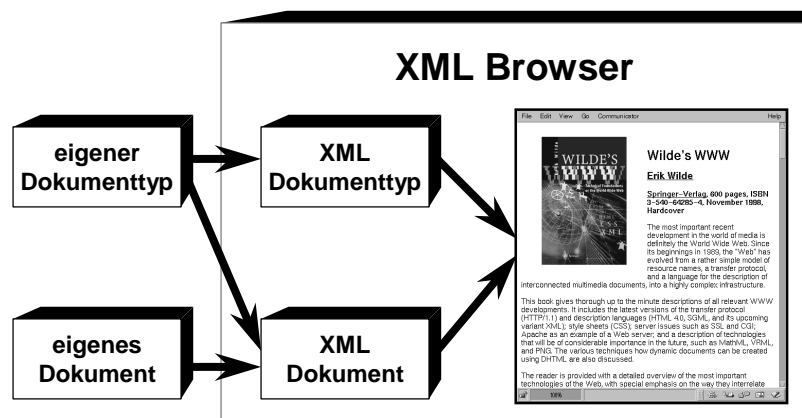 XML Browser
eigener
Dokumenttyp
XML
Dokumenttyp
eigenes
Dokument
XML
Dokument
File Edit View Go Communicator Help
WILDE'S
WWW
Wilde's WWW
Erik Wilde
Springer–Verlag, 600 pages, ISBN
3–540–64285–4, November 1998,
Hardcover
The most important recent
development in the world of media is
definitely the World Wide Web. Since
its beginnings in 1989, the "Web" has
evolved from a rather simple model of
resource names, a transfer protocol,
and a language for the description of
interconnected multimedia documents, into a highly complex infrastructure.
This book gives thorough up to the minute descriptions of all relevant WWW
developments. It includes the latest versions of the transfer protocol
(HTTP/1.1) and description languages (HTML 4.0, SGML, and its upcoming
variant XML); style sheets (CSS); server issues such as SSL and CGI;
Apache as an example of a Web server; and a description of technologies
that will be of considerable importance in the future, such as MathML, VRML,
and PNG. The various techniques how dynamic documents can be created
using DHTML are also discussed.
The reader is provided with a detailed overview of the most important
technologies of the Web, with special emphasis on the way they interrelate
100%